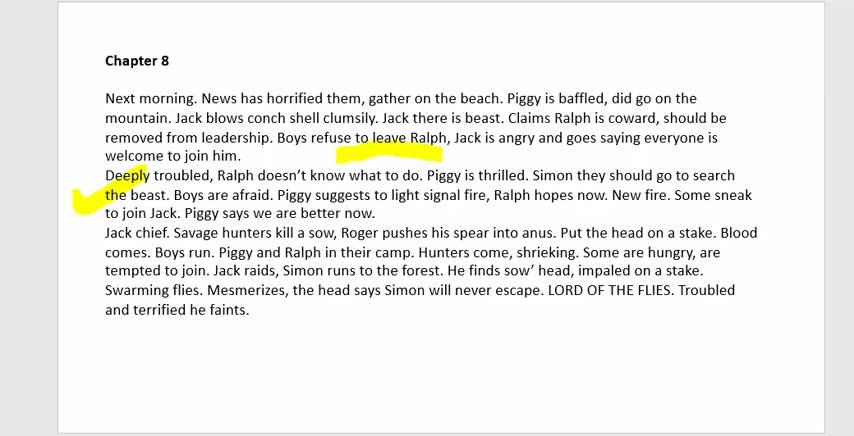 Chapter 8
Next morning. News has horrified them, gather on the beach. Piggy is baffled, did go on the
mountain. Jack blows conch shell clumsily. Jack there is beast. Claims Ralph is coward, should be
removed from leadership. Boys refuse to leave Ralph, Jack is angry and goes saying everyone is
welcome to join him.
Deeply troubled, Ralph doesn’t know what to do. Piggy is thrilled. Simon they should go to search
the beast. Boys are afraid. Piggy suggests to light signal fire, Ralph hopes now. New fire. Some sneak
to join Jack. Piggy says we are better now.
Jack chief. Savage hunters kill a sow, Roger pushes his spear into anus. Put the head on a stake. Blood
comes. Boys run. Piggy and Ralph in their camp. Hunters come, shrieking. Some are hungry, are
tempted to join. Jack raids, Simon runs to the forest. He finds sow’ head, impaled on a stake.
Swarming flies. Mesmerizes, the head says Simon will never escape. LORD OF THE FLIES. Troubled
and terrified he faints.